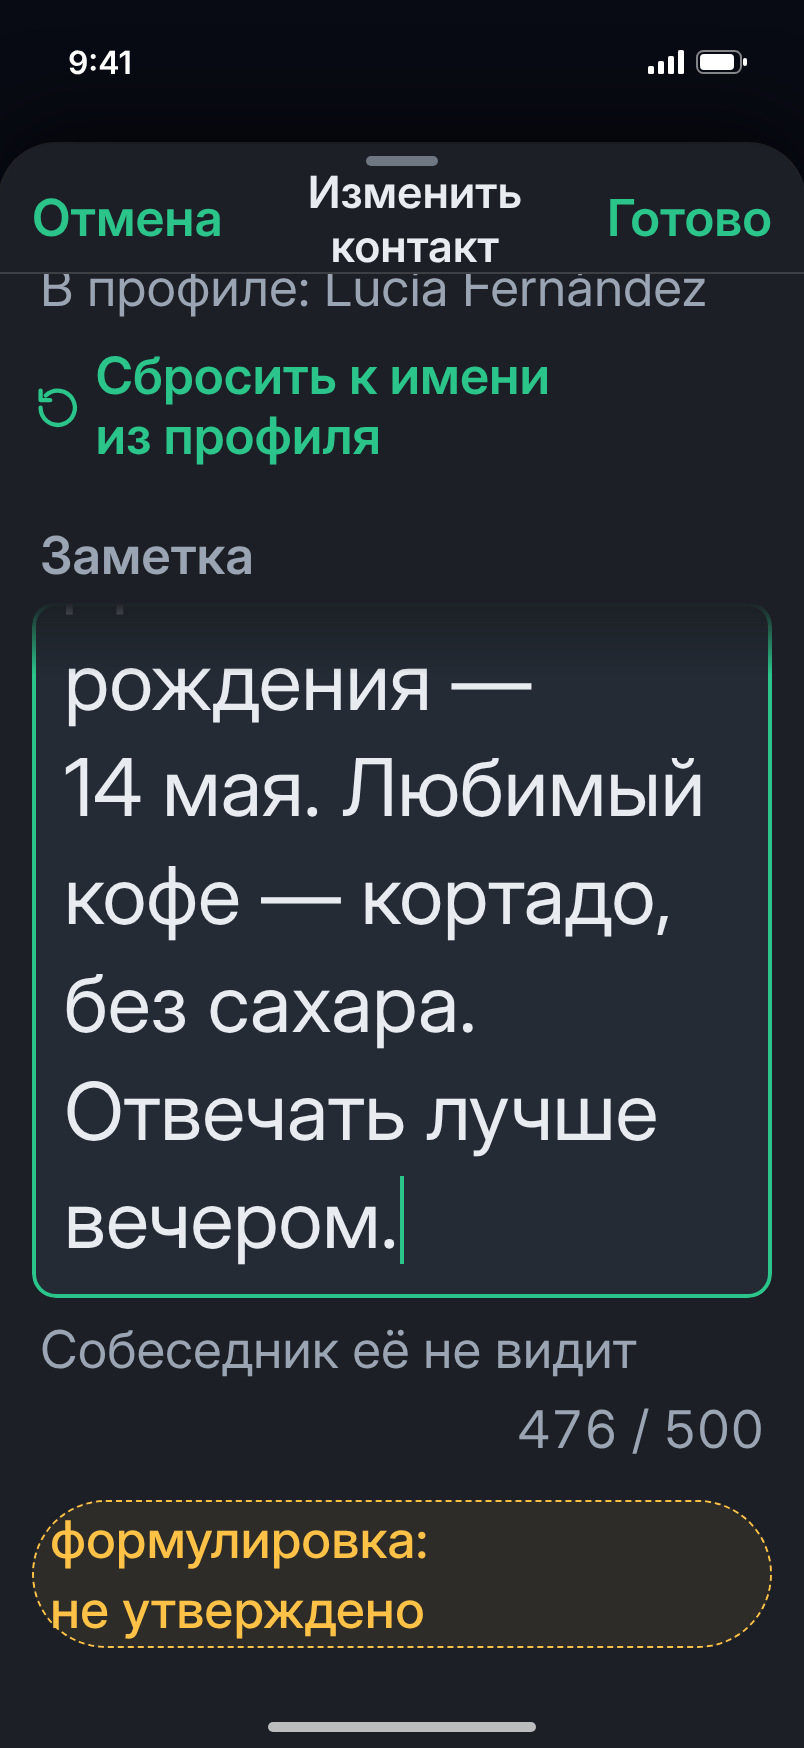 9:41
Отмена
Изменить
контакт
Готово
В профиле: Lucía Fernández
Сбросить к имени
из профиля
Заметка
рождения —
14 мая. Любимый
кофе — кортадо,
без сахара.
Отвечать лучше
вечером.
Собеседник её не видит
476 / 500
формулировка:
не утверждено